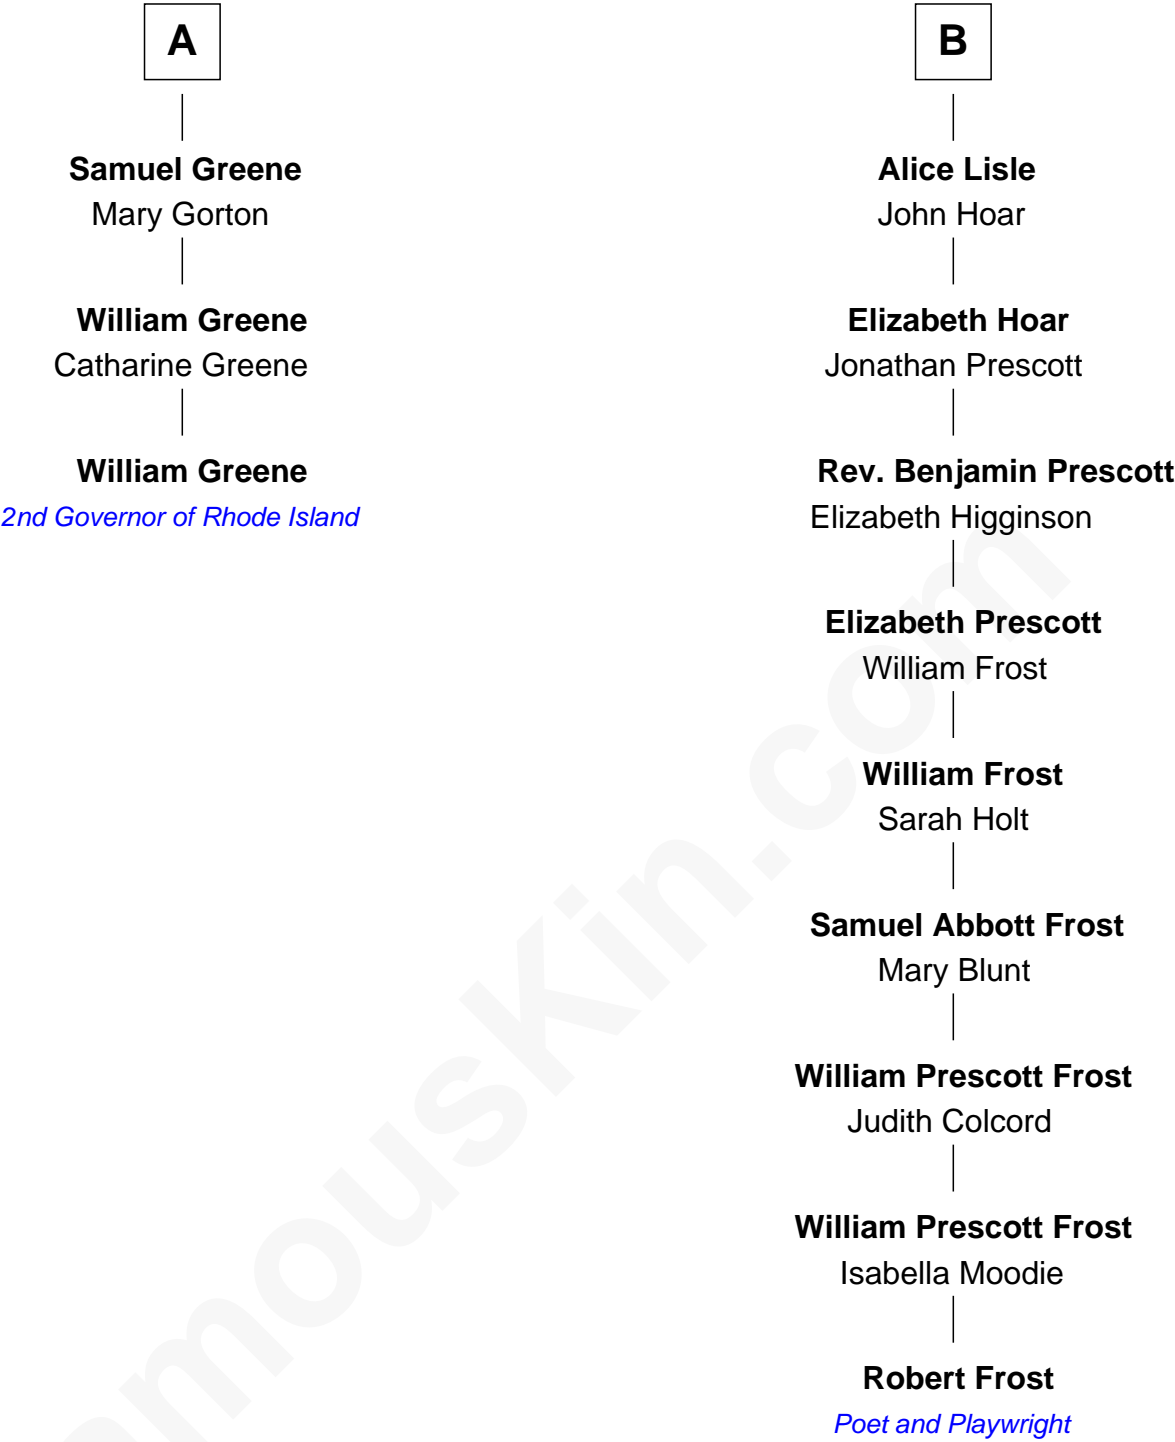 A
Samuel Greene
Mary Gorton
William Greene
Catharine Greene
William Greene
2nd Governor of Rhode Island
B
Alice Lisle
John Hoar
Elizabeth Hoar
Jonathan Prescott
Rev. Benjamin Prescott
Elizabeth Higginson
Elizabeth Prescott
William Frost
William Frost
Sarah Holt
Samuel Abbott Frost
Mary Blunt
William Prescott Frost
Judith Colcord
William Prescott Frost
Isabella Moodie
Robert Frost
Poet and Playwright
amouskin.com